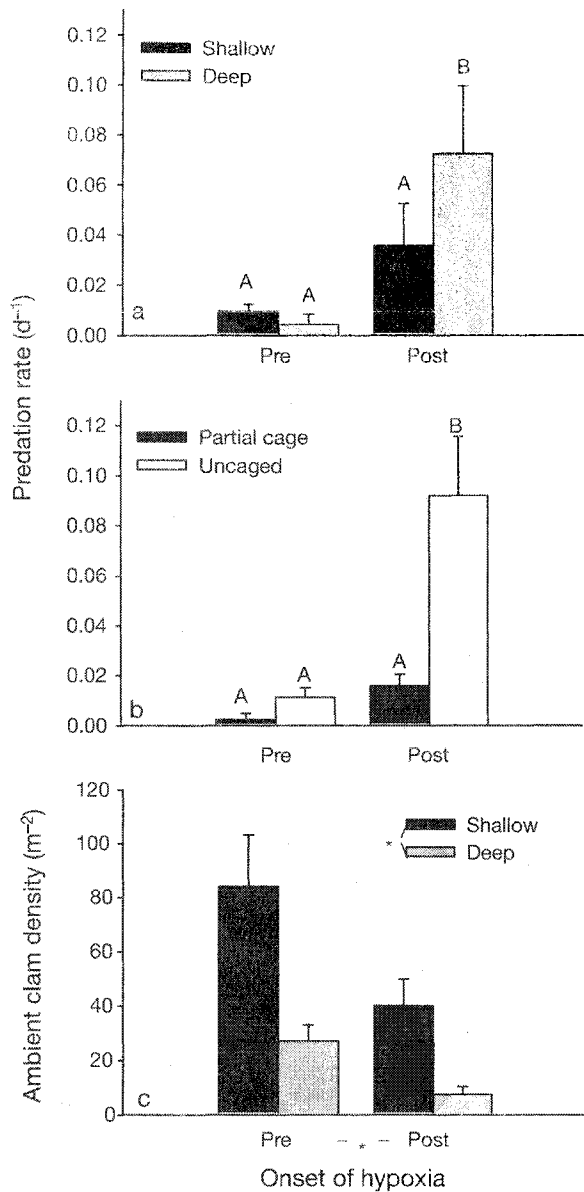 0.12
0.10
0.08
0.06
0.04
0.02
0.00
Shallow
Deep
A
A
A
B
a
Pre
Post
Predation rate (d⁻¹)
0.12
0.10
0.08
0.06
0.04
0.02
0.00
Partial cage
Uncaged
A
A
A
B
b
Pre
Post
120
100
80
60
40
20
0
Ambient clam density (m⁻²)
* Shallow
Deep
c
Pre – * – Post
Onset of hypoxia